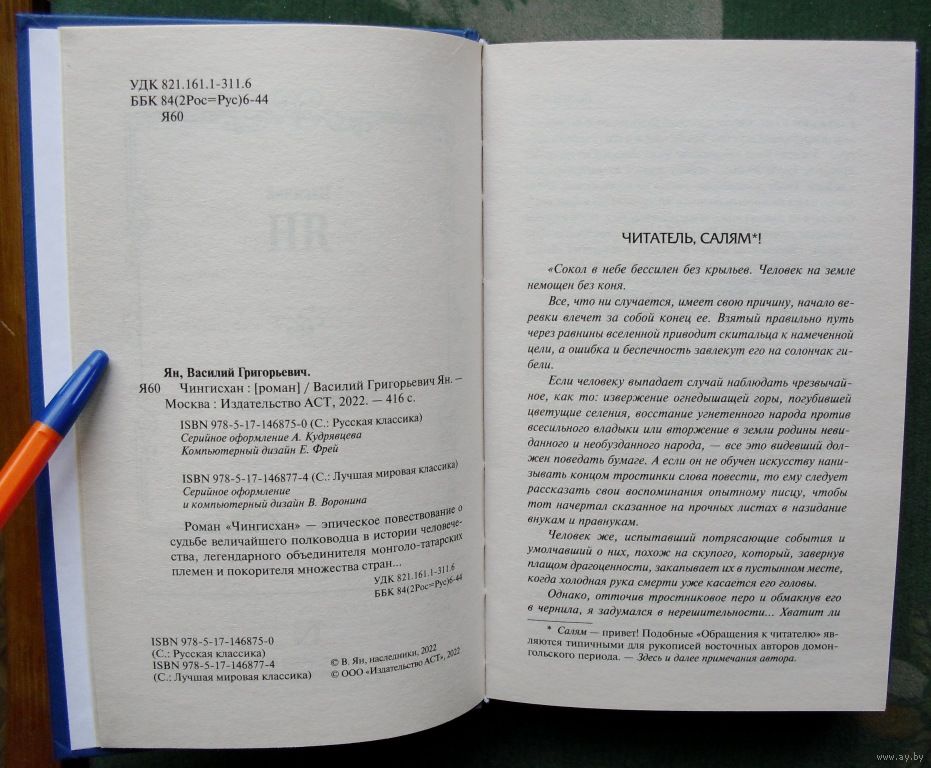 УДК 821.161.1-311.6
ББК 84(2Рос=Рус)6-44
Я60
Ян, Василий Григорьевич.
Я60 Чингисхан : [роман] / Василий Григорьевич Ян. –
Москва : Издательство АСТ, 2022. — 416 с.
ISBN 978-5-17-146875-0 (С.: Русская классика)
Серийное оформление А. Кудрявцева
Компьютерный дизайн Е. Фрей
ISBN 978-5-17-146877-4 (С.: Лучшая мировая классика)
Серийное оформление
и компьютерный дизайн В. Воронина
Роман «Чингисхан» — эпическое повествование о
судьбе величайшего полководца в истории человече-
ства, легендарного объединителя монголо-татарских
племен и покорителя множества стран...
УДК 821.161.1-311.6
ББК 84(2Рос=Рус)6-44
ISBN 978-5-17-146875-0
(С.: Русская классика)
ISBN 978-5-17-146877-4
(С.: Лучшая мировая классика)
© В. Ян, наследники, 2022
© ООО «Издательство АСТ», 2022
ЧИТАТЕЛЬ, САЛЯМ*!
«Сокол в небе бессилен без крыльев. Человек на земле
немощен без коня.
Все, что ни случается, имеет свою причину, начало ве-
ревки влечет за собой конец ее. Взятый правильно путь
через равнины вселенной приводит скитальца к намеченной
цели, а ошибка и беспечность завлекут его на солончак ги-
бели.
Если человеку выпадает случай наблюдать чрезвычай-
ное, как то: извержение огнедышащей горы, погубившей
цветущие селения, восстание угнетенного народа против
всесильного владыки или вторжение в земли родины неви-
данного и необузданного народа, — все это видевший дол-
жен поведать бумаге. А если он не обучен искусству нани-
зывать концом тростинки слова повести, то ему следует
рассказать свои воспоминания опытному писцу, чтобы
тот начертал сказанное на прочных листах в назидание
внукам и правнукам.
Человек же, испытавший потрясающие события и
умолчавший о них, похож на скупого, который, завернув
плащом драгоценности, закапывает их в пустынном месте,
когда холодная рука смерти уже касается его головы.
Однако, отточив тростниковое перо и обмакнув его
в чернила, я задумался в нерешительности... Хватит ли
* Салям — привет! Подобные «Обращения к читателю» яв-
ляются типичными для рукописей восточных авторов домон-
гольского периода. — Здесь и далее примечания автора.
www.ay.by